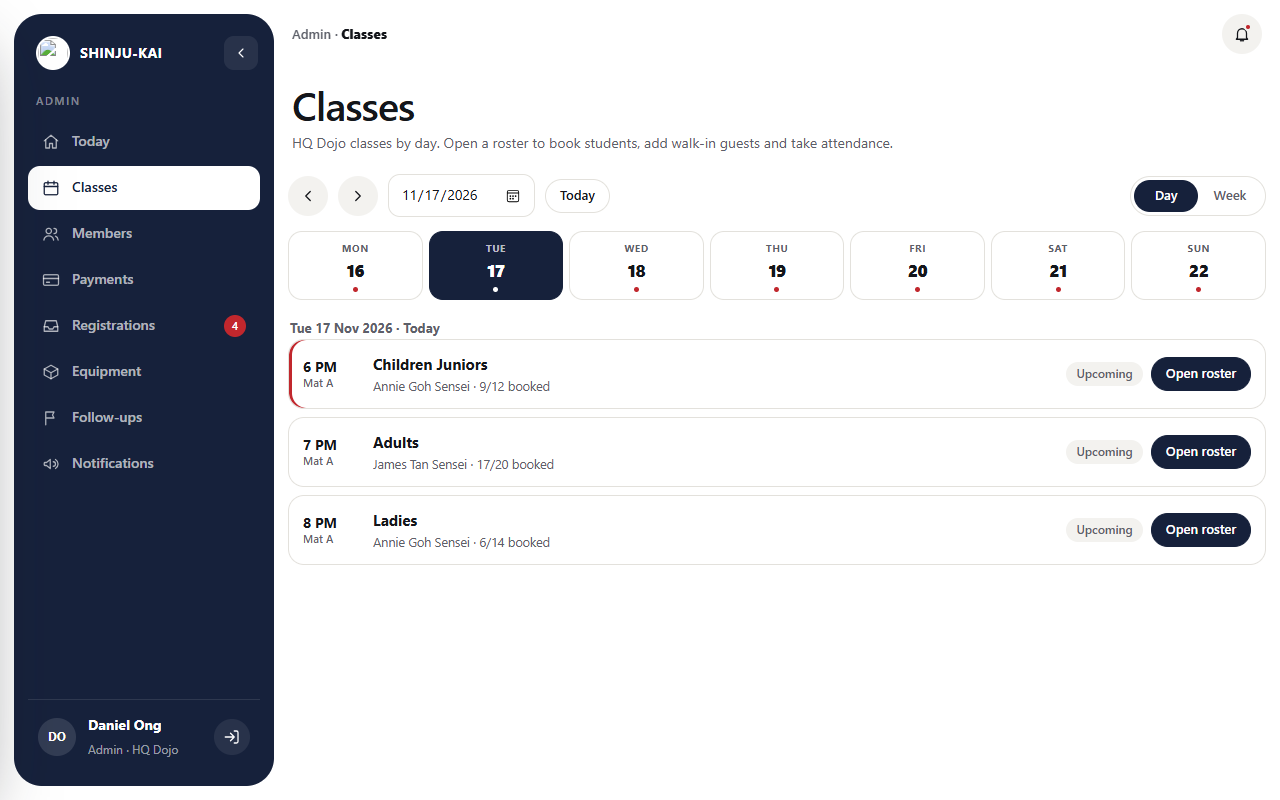 SHINJU-KAI
ADMIN
Today
Classes
Members
Payments
Registrations 4
Equipment
Follow-ups
Notifications
DO
Daniel Ong
Admin · HQ Dojo
Admin · Classes
Classes
HQ Dojo classes by day. Open a roster to book students, add walk-in guests and take attendance.
11/17/2026 Today Day Week
MON TUE WED THU FRI SAT SUN
16 17 18 19 20 21 22
Tue 17 Nov 2026 · Today
6 PM Children Juniors
Mat A Annie Goh Sensei · 9/12 booked
Upcoming Open roster
7 PM Adults
Mat A James Tan Sensei · 17/20 booked
Upcoming Open roster
8 PM Ladies
Mat A Annie Goh Sensei · 6/14 booked
Upcoming Open roster